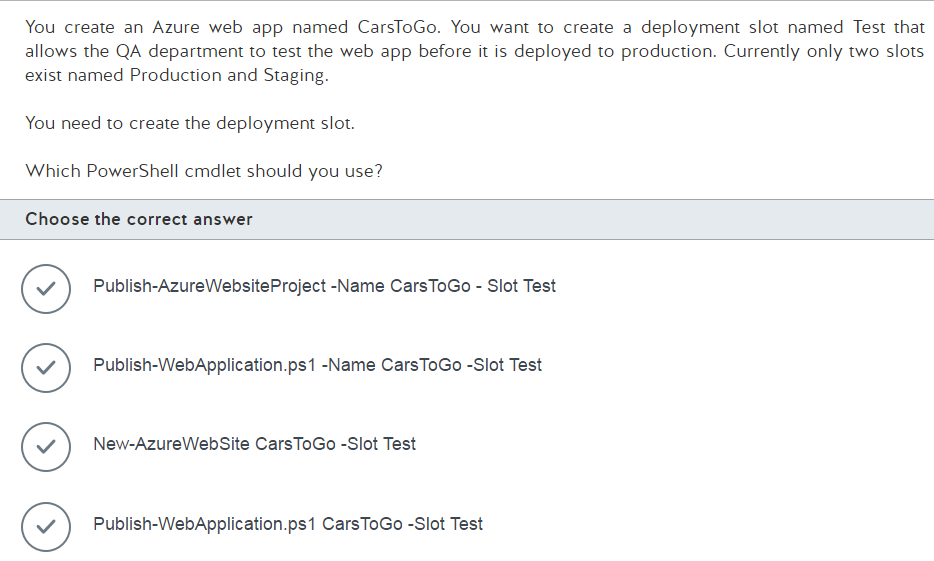 You create an Azure web app named CarsToGo. You want to create a deployment slot named Test that
allows the QA department to test the web app before it is deployed to production. Currently only two slots
exist named Production and Staging.
You need to create the deployment slot.
Which PowerShell cmdlet should you use?
Choose the correct answer
Publish-AzureWebsiteProject -Name CarsToGo - Slot Test
Publish-WebApplication.ps1 -Name CarsToGo -Slot Test
New-AzureWebSite CarsToGo -Slot Test
Publish-WebApplication.ps1 CarsToGo -Slot Test